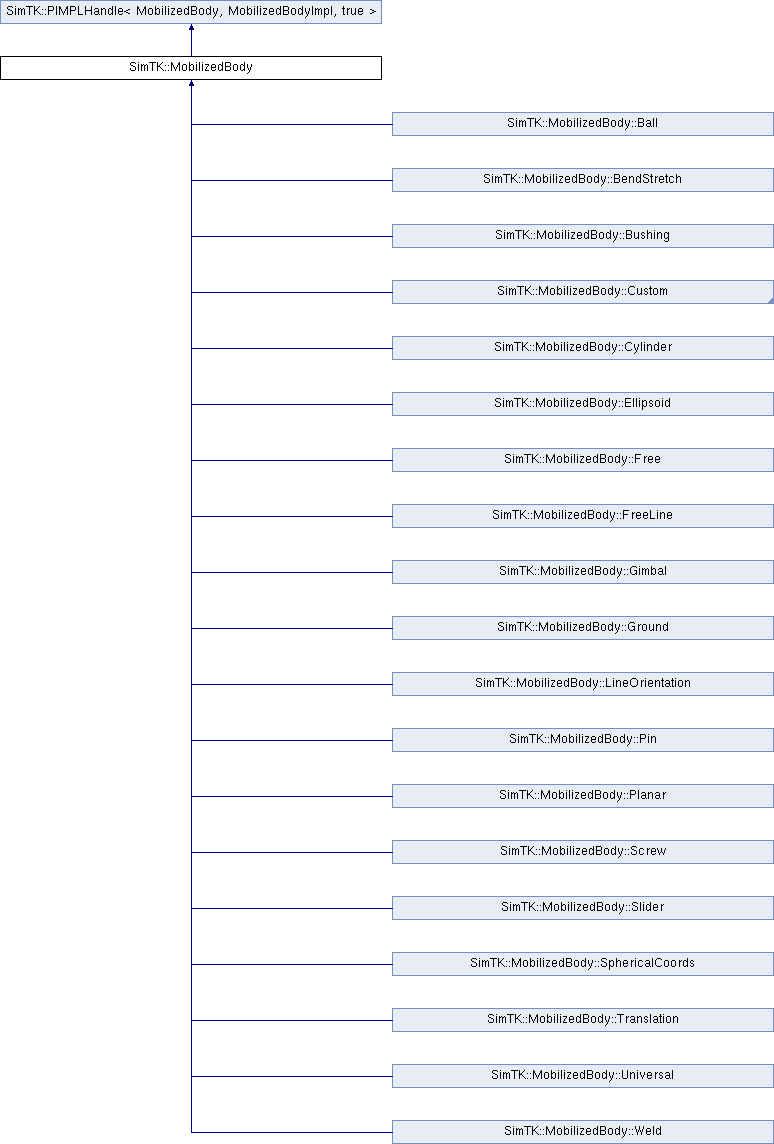 SimTK::PIMPLHandle< MobilizedBody, MobilizedBodyImpl, true >
SimTK::MobilizedBody
SimTK::MobilizedBody::Ball
SimTK::MobilizedBody::BendStretch
SimTK::MobilizedBody::Bushing
SimTK::MobilizedBody::Custom
SimTK::MobilizedBody::Cylinder
SimTK::MobilizedBody::Ellipsoid
SimTK::MobilizedBody::Free
SimTK::MobilizedBody::FreeLine
SimTK::MobilizedBody::Gimbal
SimTK::MobilizedBody::Ground
SimTK::MobilizedBody::LineOrientation
SimTK::MobilizedBody::Pin
SimTK::MobilizedBody::Planar
SimTK::MobilizedBody::Screw
SimTK::MobilizedBody::Slider
SimTK::MobilizedBody::SphericalCoords
SimTK::MobilizedBody::Translation
SimTK::MobilizedBody::Universal
SimTK::MobilizedBody::Weld